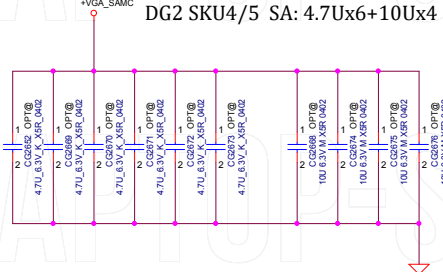 +VGA_SAMC
DG2 SKU4/5 SA: 4.7Ux6+10Ux4
1 2 CG2652 OPT@
4.7U_6.3V_K_X5R_0402
1 2 CG2669 OPT@
4.7U_6.3V_K_X5R_0402
1 2 CG2670 OPT@
4.7U_6.3V_K_X5R_0402
1 2 CG2671 OPT@
4.7U_6.3V_K_X5R_0402
1 2 CG2672 OPT@
4.7U_6.3V_K_X5R_0402
1 2 CG2673 OPT@
4.7U_6.3V_K_X5R_0402
1 2 CG2668 OPT@
10U 6.3V M X5R 0402
1 2 CG2674 OPT@
10U 6.3V M X5R 0402
1 2 CG2675 OPT@
10U 6.3V M X5R 0402
1 2 CG2676 OPT@